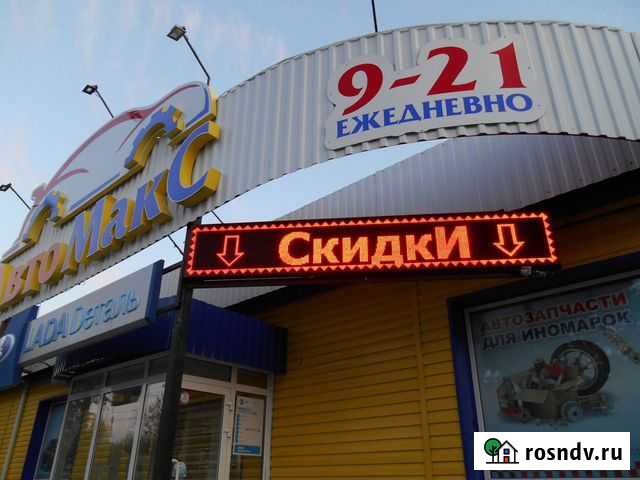 9-21
ЕЖЕДНЕВНО
АвтоМакС
LADA Деталь
СкидкИ
АВТОЗАПЧАСТИ
ДЛЯ ИНОМАРОК
rosndv.ru